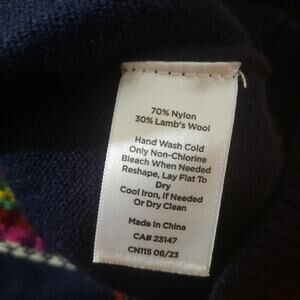 70% Nylon
30% Lamb's Wool
Hand Wash Cold
Only Non-Chlorine
Bleach When Needed
Reshape, Lay Flat To
Dry
Cool Iron, if Needed
Or Dry Clean
Made In China
CA# 23147
CN115 06/23